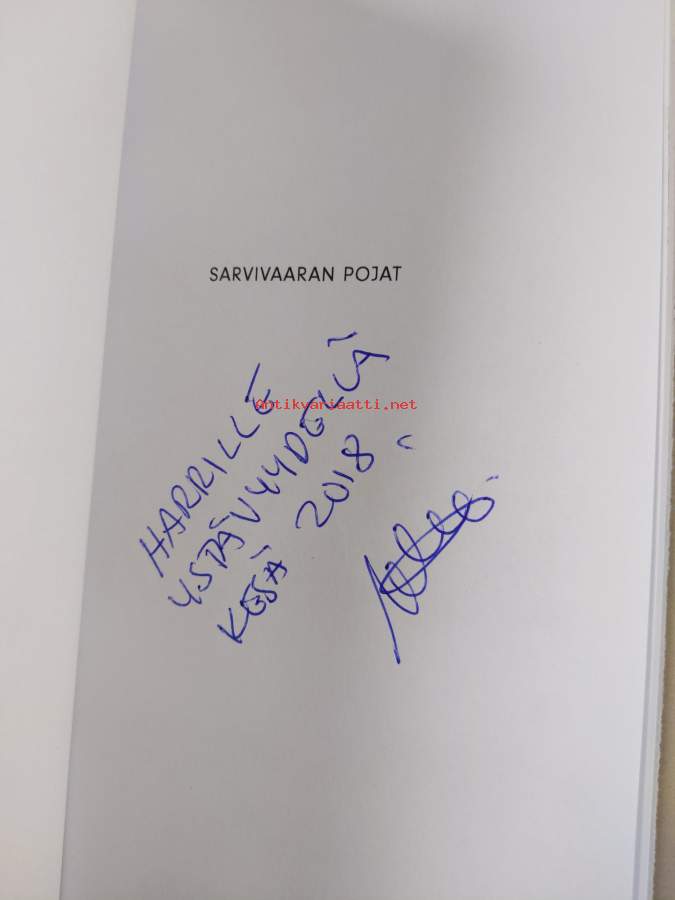 SARVIVAARAN POJAT
HARRILLE
YSTÄVYYDELLÄ
KESÄ 2018
Antikvariaatti.net